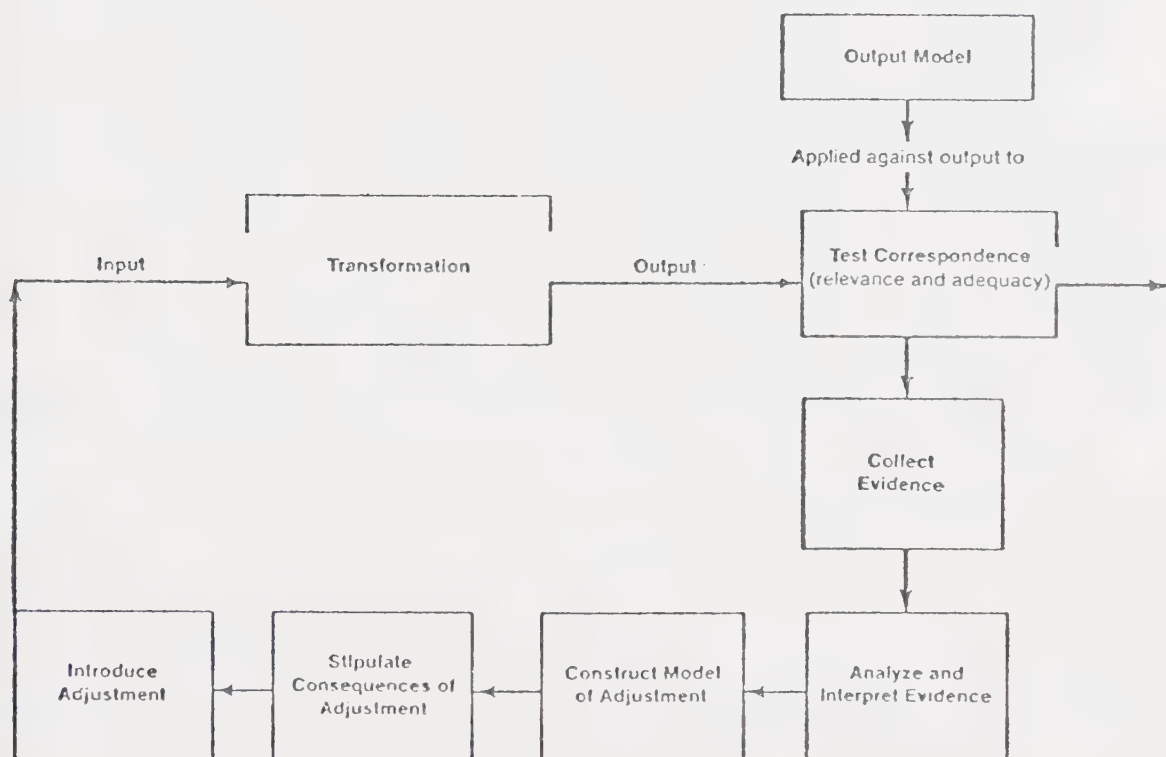 Output Model
Applied against output to
Input
Transformation
Output
Test Correspondence
(relevance and adequacy)
Collect
Evidence
Introduce
Adjustment
Stipulate
Consequences of
Adjustment
Construct Model
of Adjustment
Analyze and
Interpret Evidence